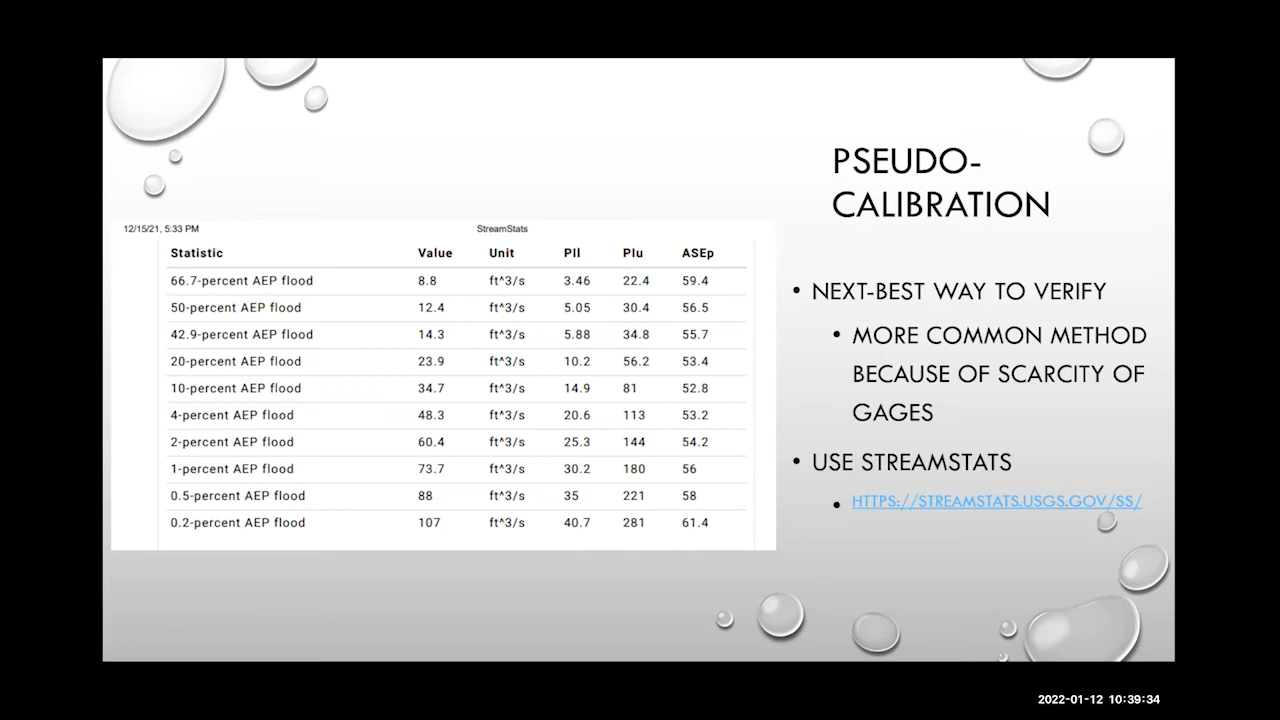 PSEUDO-
CALIBRATION
12/15/21, 5:33 PM StreamStats
Statistic Value Unit PIl PIu ASEp
66.7-percent AEP flood 8.8 ft^3/s 3.46 22.4 59.4
50-percent AEP flood 12.4 ft^3/s 5.05 30.4 56.5
42.9-percent AEP flood 14.3 ft^3/s 5.88 34.8 55.7
20-percent AEP flood 23.9 ft^3/s 10.2 56.2 53.4
10-percent AEP flood 34.7 ft^3/s 14.9 81 52.8
4-percent AEP flood 48.3 ft^3/s 20.6 113 53.2
2-percent AEP flood 60.4 ft^3/s 25.3 144 54.2
1-percent AEP flood 73.7 ft^3/s 30.2 180 56
0.5-percent AEP flood 88 ft^3/s 35 221 58
0.2-percent AEP flood 107 ft^3/s 40.7 281 61.4
• NEXT-BEST WAY TO VERIFY
• MORE COMMON METHOD
BECAUSE OF SCARCITY OF
GAGES
• USE STREAMSTATS
• HTTPS://STREAMSTATS.USGS.GOV/SS/
2022-01-12 10:39:34